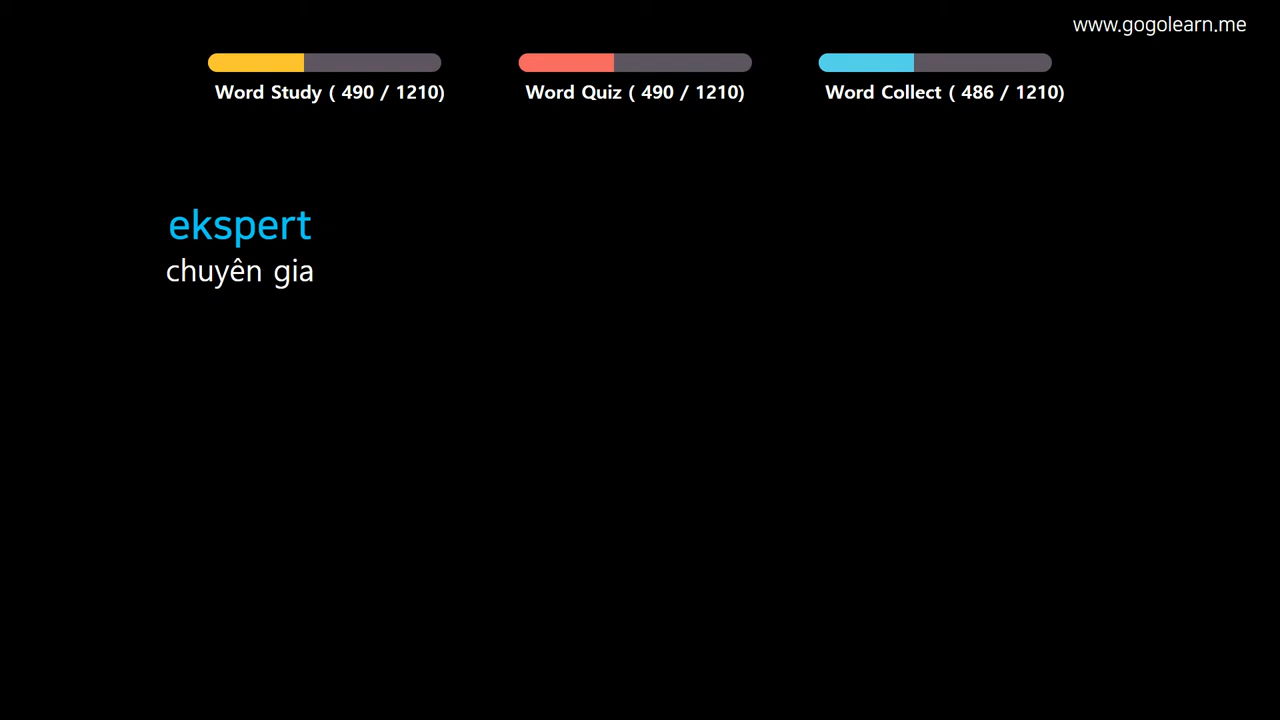 www.gogolearn.me
Word Study ( 490 / 1210)
Word Quiz ( 490 / 1210)
Word Collect ( 486 / 1210)
ekspert
chuyên gia